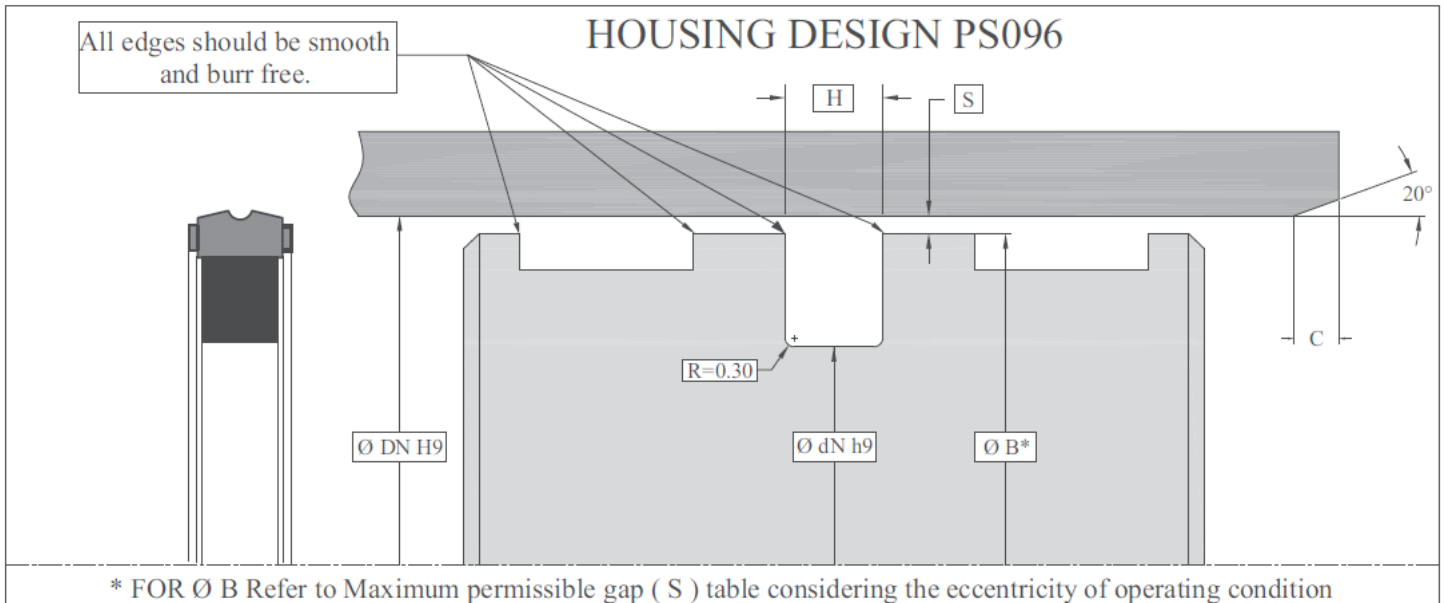 HOUSING DESIGN PS096
All edges should be smooth
and burr free.
H
S
20°
C
R=0.30
Ø DN H9
Ø dN h9
Ø B*
* FOR Ø B Refer to Maximum permissible gap ( S ) table considering the eccentricity of operating condition